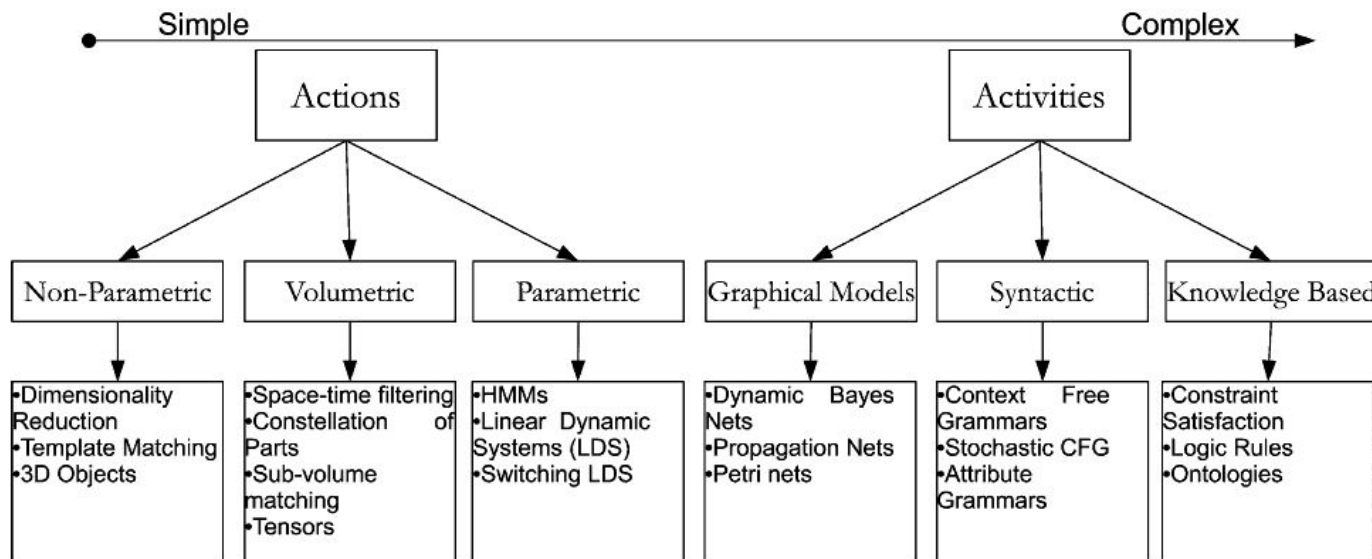 Simple
Complex
Actions
Activities
Non-Parametric
Volumetric
Parametric
Graphical Models
Syntactic
Knowledge Based
•Dimensionality
Reduction
•Template Matching
•3D Objects
•Space-time filtering
•Constellation of
Parts
•Sub-volume
matching
•Tensors
•HMMs
•Linear Dynamic
Systems (LDS)
•Switching LDS
•Dynamic Bayes
Nets
•Propagation Nets
•Petri nets
•Context Free
Grammars
•Stochastic CFG
•Attribute
Grammars
•Constraint
Satisfaction
•Logic Rules
•Ontologies